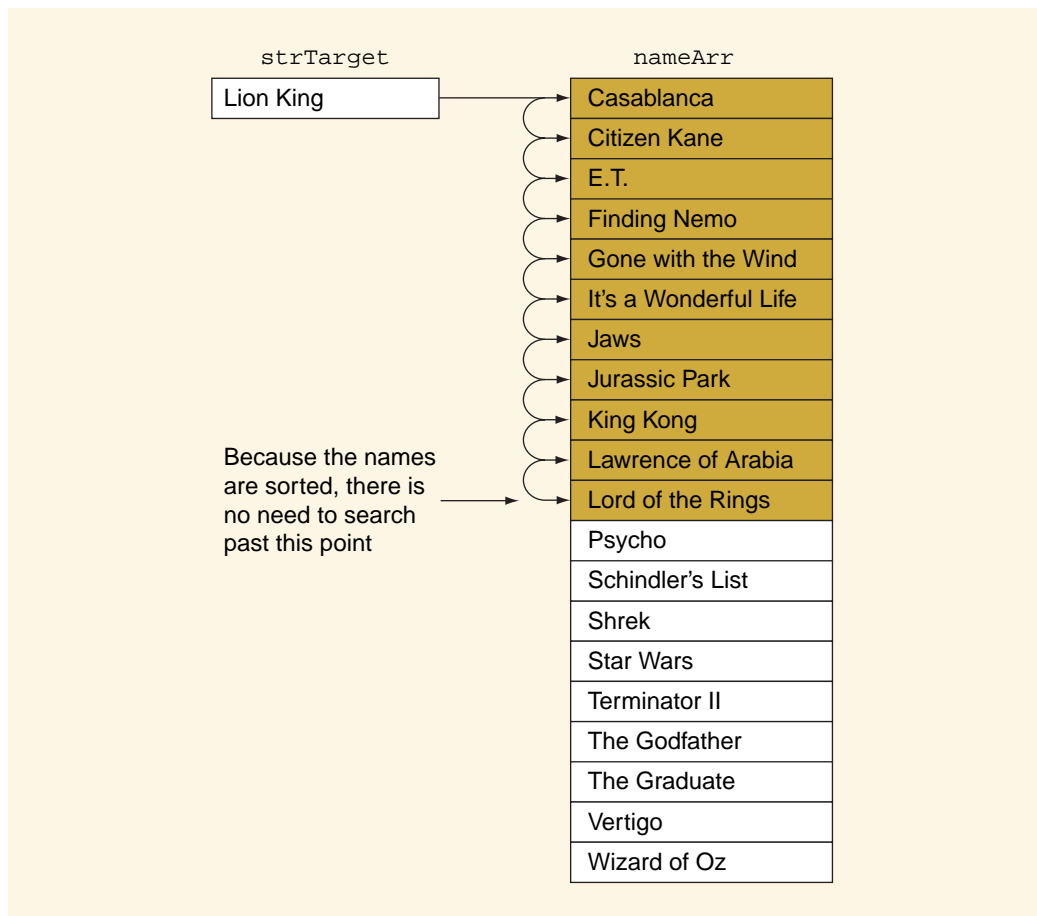 strTarget
Lion King
nameArr
Casablanca
Citizen Kane
E.T.
Finding Nemo
Gone with the Wind
It's a Wonderful Life
Jaws
Jurassic Park
King Kong
Lawrence of Arabia
Lord of the Rings
Psycho
Schindler’s List
Shrek
Star Wars
Terminator II
The Godfather
The Graduate
Vertigo
Wizard of Oz
Because the names
are sorted, there is
no need to search
past this point